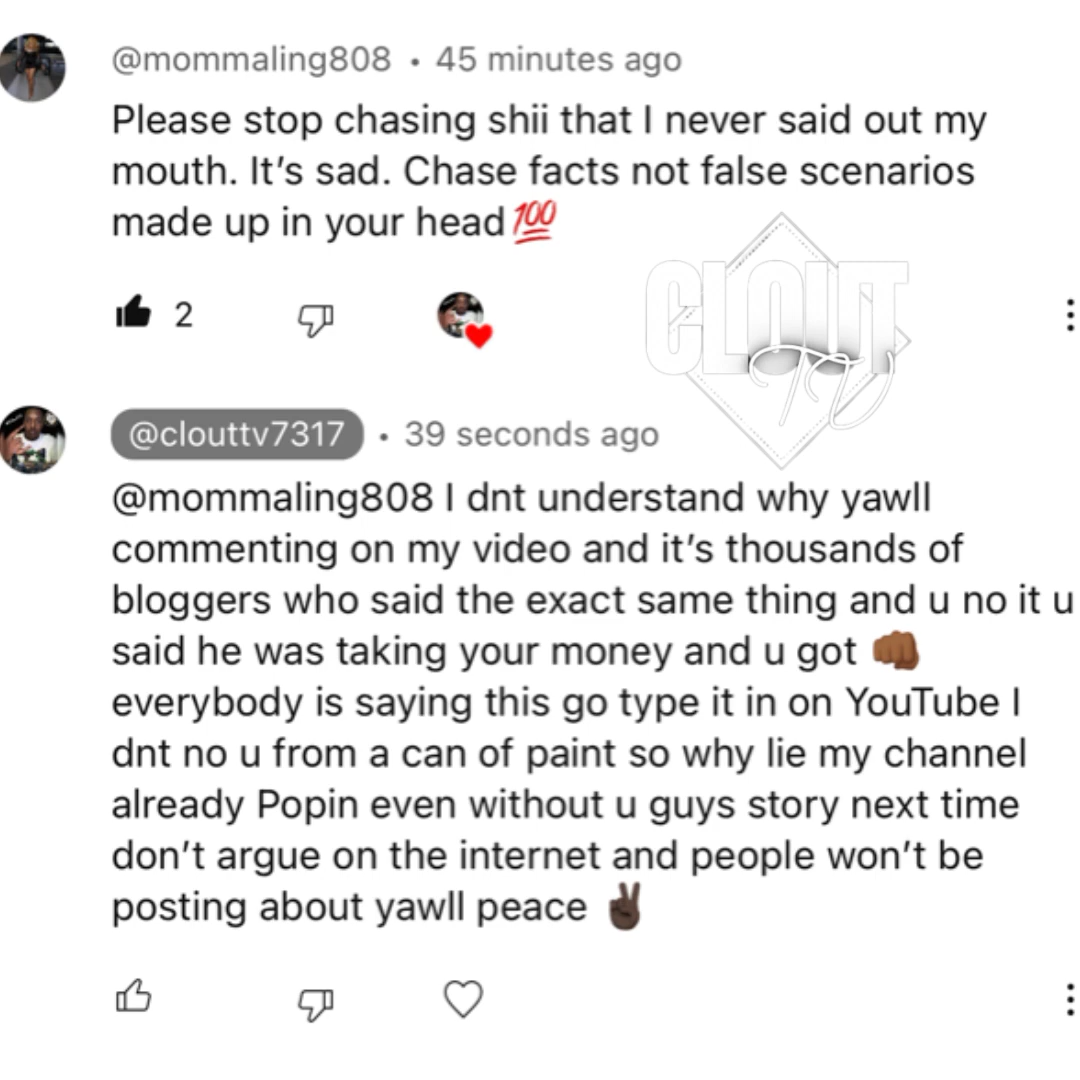 @mommaling808 • 45 minutes ago
Please stop chasing shii that I never said out my
mouth. It’s sad. Chase facts not false scenarios
made up in your head💯
2
CLOUT
TV
@clouttv7317 • 39 seconds ago
@mommaling808 I dnt understand why yawll
commenting on my video and it’s thousands of
bloggers who said the exact same thing and u no it u
said he was taking your money and u got 👊🏾
everybody is saying this go type it in on YouTube I
dnt no u from a can of paint so why lie my channel
already Popin even without u guys story next time
don’t argue on the internet and people won’t be
posting about yawll peace ✌🏿